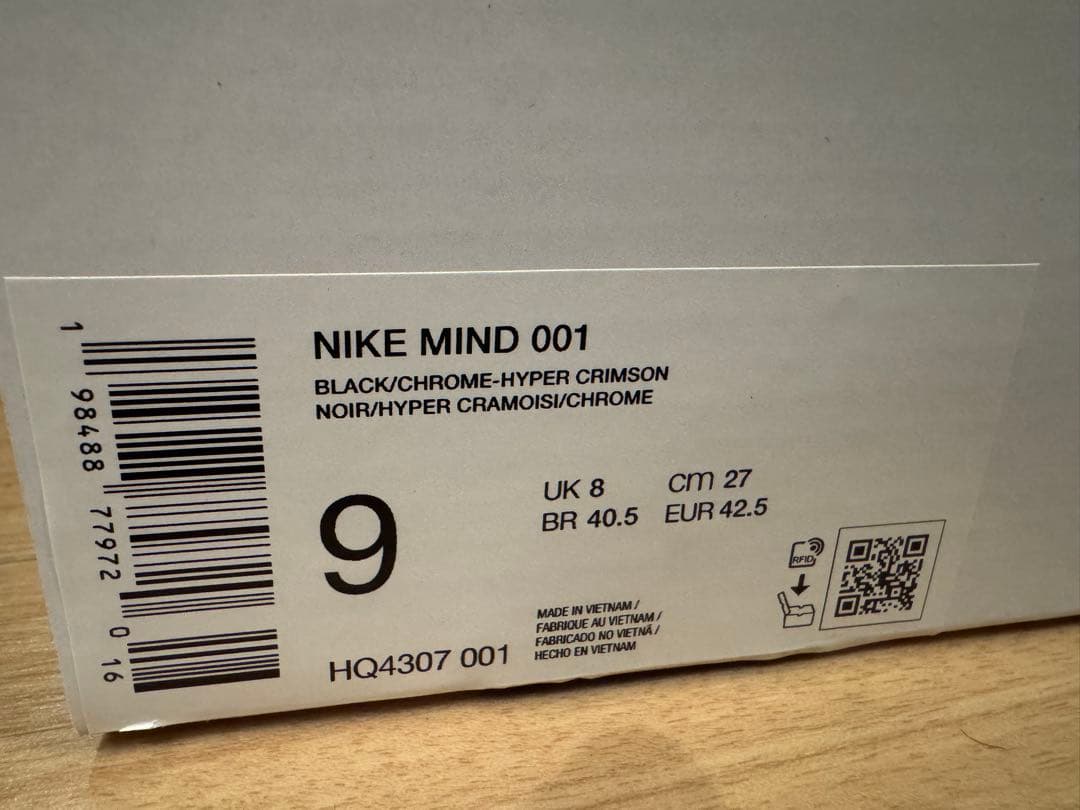 NIKE MIND 001
BLACK/CHROME-HYPER CRIMSON
NOIR/HYPER CRAMOISI/CHROME
9
UK 8
cm 27
BR 40.5
EUR 42.5
RFID
MADE IN VIETNAM /
FABRIQUE AU VIETNAM /
FABRICADO NO VIETNÃ /
HECHO EN VIETNAM
HQ4307 001
1 98488 77972 0 16